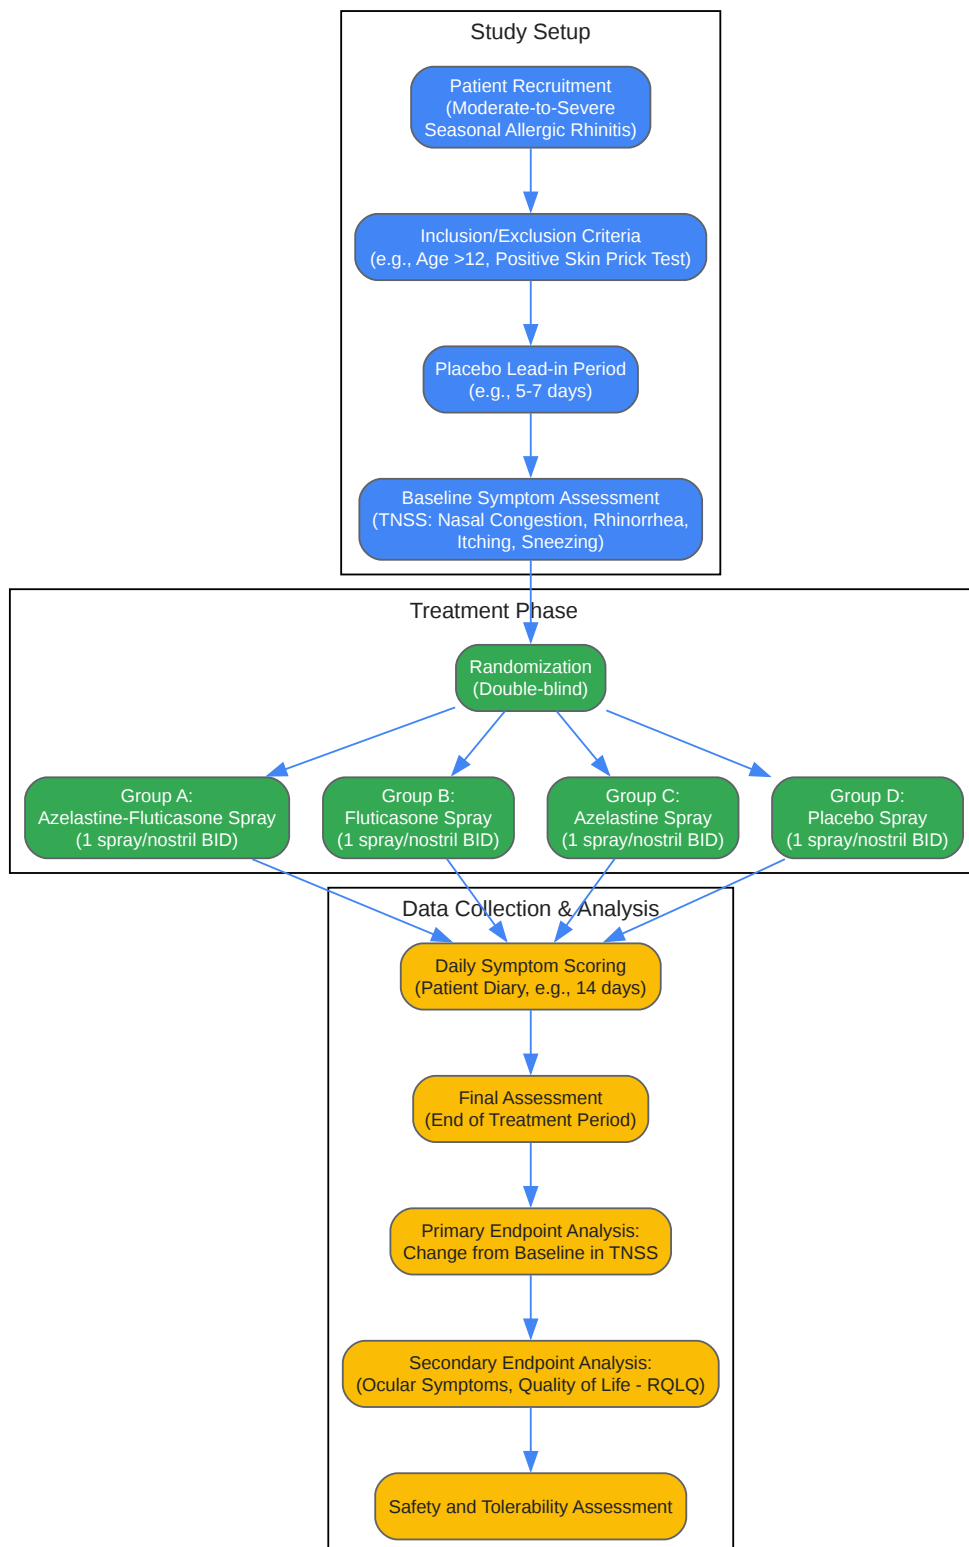 Study Setup
Patient Recruitment
(Moderate-to-Severe
Seasonal Allergic Rhinitis)
Inclusion/Exclusion Criteria
(e.g., Age >12, Positive Skin Prick Test)
Placebo Lead-in Period
(e.g., 5-7 days)
Baseline Symptom Assessment
(TNSS: Nasal Congestion, Rhinorrhea,
Itching, Sneezing)
Treatment Phase
Randomization
(Double-blind)
Group A:
Azelastine-Fluticasone Spray
(1 spray/nostril BID)
Group B:
Fluticasone Spray
(1 spray/nostril BID)
Group C:
Azelastine Spray
(1 spray/nostril BID)
Group D:
Placebo Spray
(1 spray/nostril BID)
Data Collection & Analysis
Daily Symptom Scoring
(Patient Diary, e.g., 14 days)
Final Assessment
(End of Treatment Period)
Primary Endpoint Analysis:
Change from Baseline in TNSS
Secondary Endpoint Analysis:
(Ocular Symptoms, Quality of Life - RQLQ)
Safety and Tolerability Assessment